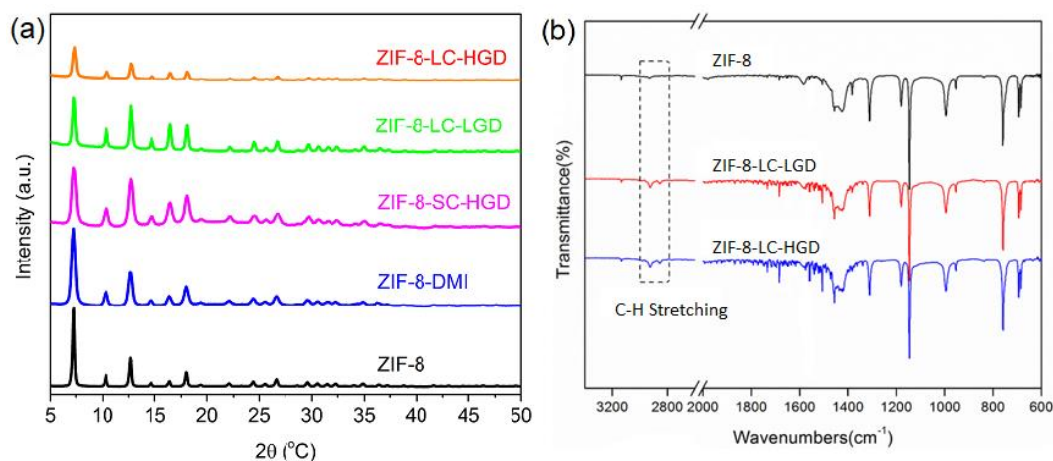 (a)
ZIF-8-LC-HGD
ZIF-8-LC-LGD
ZIF-8-SC-HGD
ZIF-8-DMI
ZIF-8
Intensity (a.u.)
5 10 15 20 25 30 35 40 45 50
2θ (°C)
(b)
ZIF-8
ZIF-8-LC-LGD
ZIF-8-LC-HGD
C-H Stretching
Transmittance(%)
3200 2800 2000 1600 1400 1200 1000 800 600
Wavenumbers(cm⁻¹)